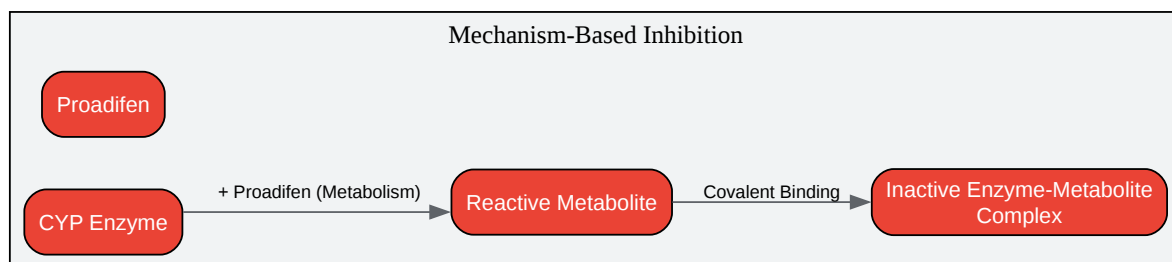 Mechanism-Based Inhibition
Proadifen
CYP Enzyme
+ Proadifen (Metabolism)
Reactive Metabolite
Covalent Binding
Inactive Enzyme-Metabolite
Complex